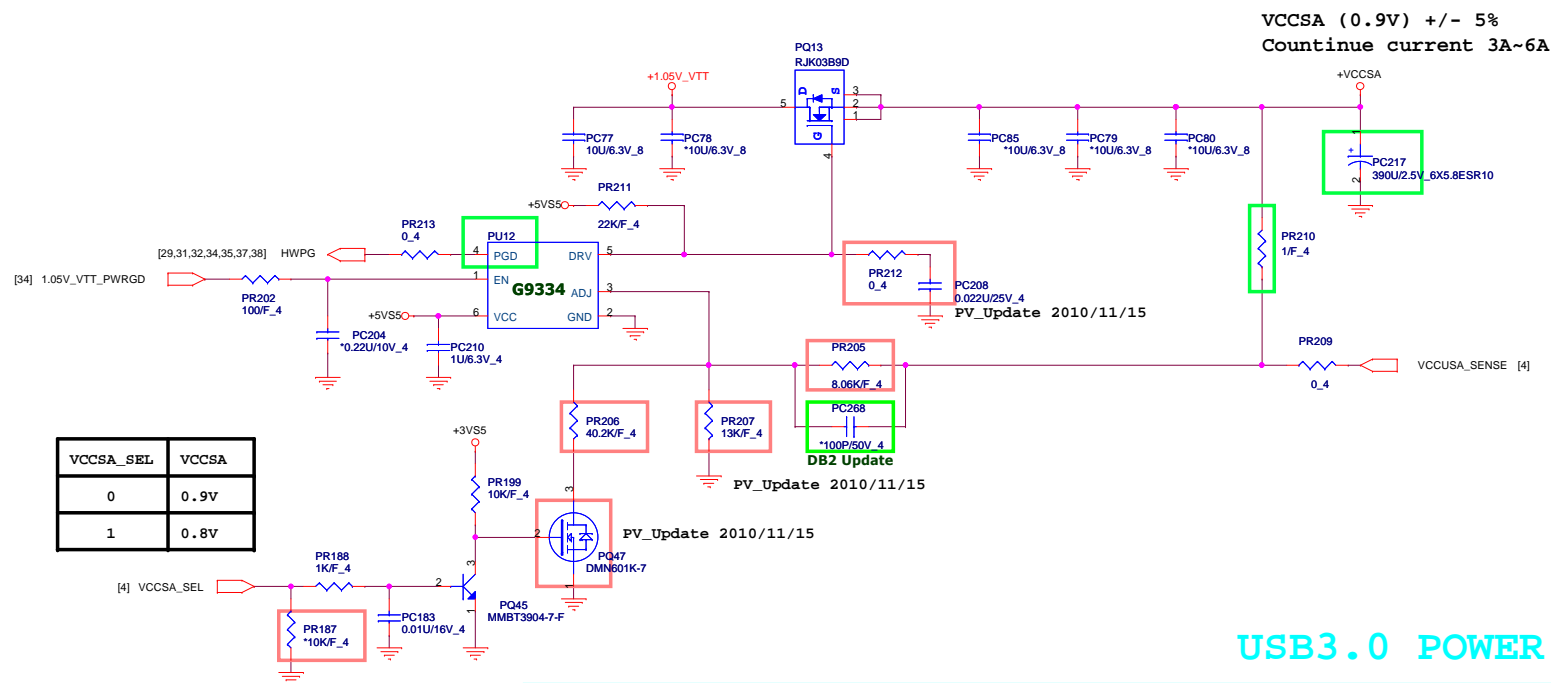 VCCSA (0.9V) +/- 5%
Countinue current 3A~6A
+VCCSA
PQ13
RJK03B9D
+1.05V_VTT
5
D
S
G
3
2
1
4
PC77
10U/6.3V_8
PC78
*10U/6.3V_8
PC85
*10U/6.3V_8
PC79
*10U/6.3V_8
PC80
*10U/6.3V_8
1
+
2
PC217
390U/2.5V_6X5.8ESR10
PR211
+5VS5
22K/F_4
PR213
0_4
PU12
[29,31,32,34,35,37,38] HWPG
4
PGD
DRV
5
[34] 1.05V_VTT_PWRGD
1
EN
G9334
ADJ
3
PR202
100/F_4
+5VS5
6
VCC
GND
2
PC204
*0.22U/10V_4
PC210
1U/6.3V_4
PR212
0_4
PC208
0.022U/25V_4
PV_Update 2010/11/15
PR210
1/F_4
PR205
8.06K/F_4
PR209
0_4
VCCUSA_SENSE [4]
PC268
*100P/50V_4
DB2 Update
PR206
40.2K/F_4
PR207
13K/F_4
PV_Update 2010/11/15
+3VS5
PR199
10K/F_4
VCCSA_SEL VCCSA
0 0.9V
1 0.8V
3
2
1
PQ47
DMN601K-7
PV_Update 2010/11/15
PR188
1K/F_4
[4] VCCSA_SEL
2
3
1
PQ45
MMBT3904-7-F
PC183
0.01U/16V_4
PR187
*10K/F_4
USB3.0 POWER